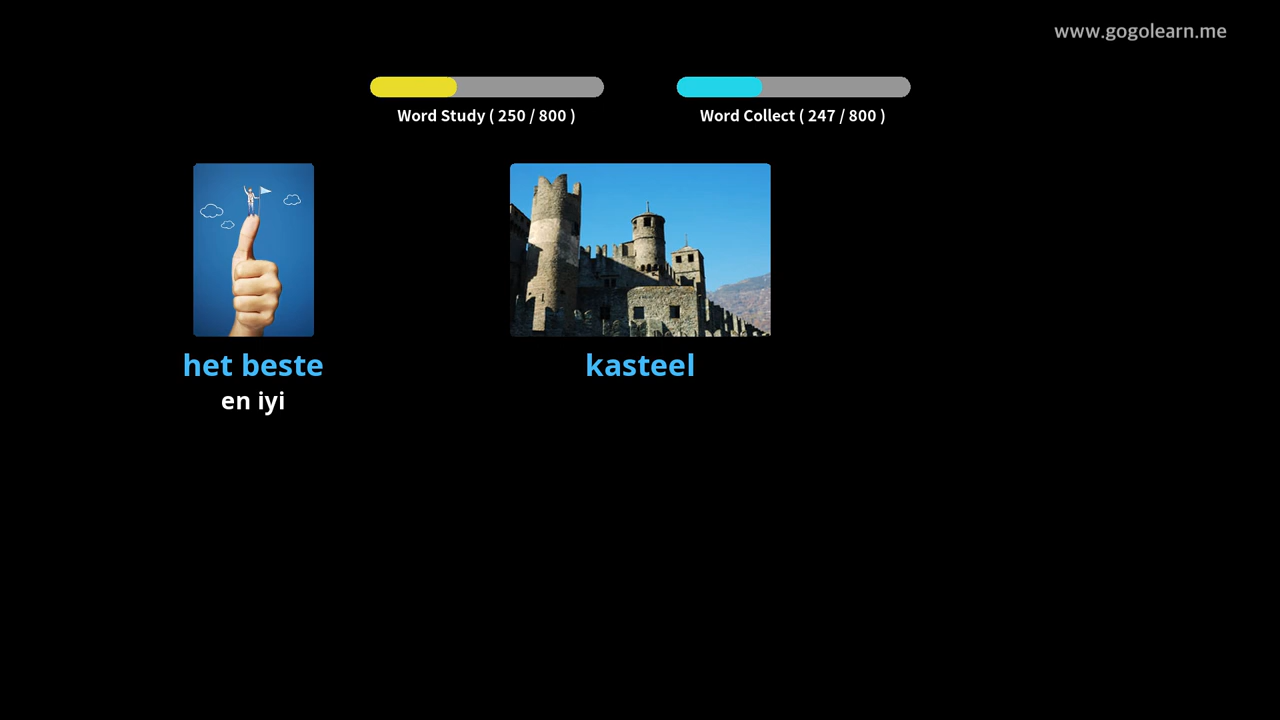 www.gogolearn.me
Word Study ( 250 / 800 )
Word Collect ( 247 / 800 )
het beste
en iyi
kasteel